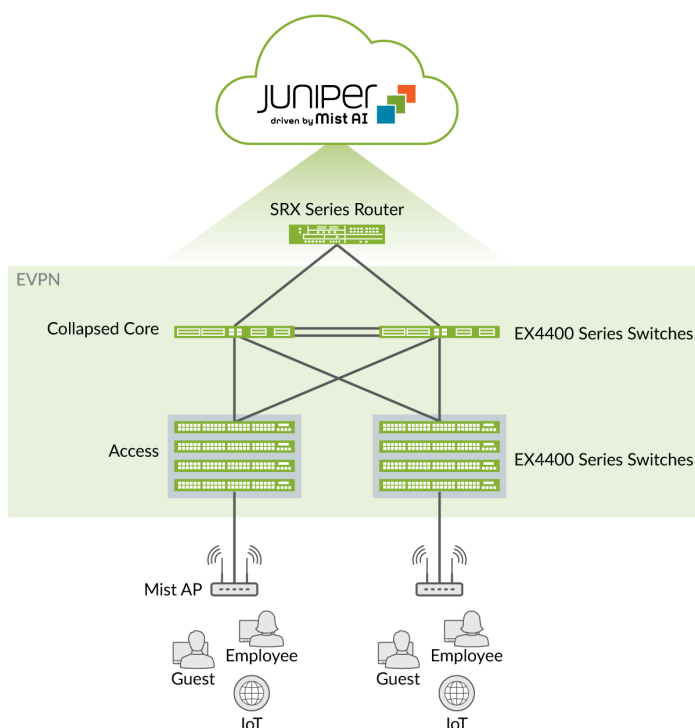 JUNIPer
driven by Mist AI
SRX Series Router
EVPN
Collapsed Core
EX4400 Series Switches
Access
EX4400 Series Switches
Mist AP
Employee
Employee
Guest
Guest
IoT
IoT